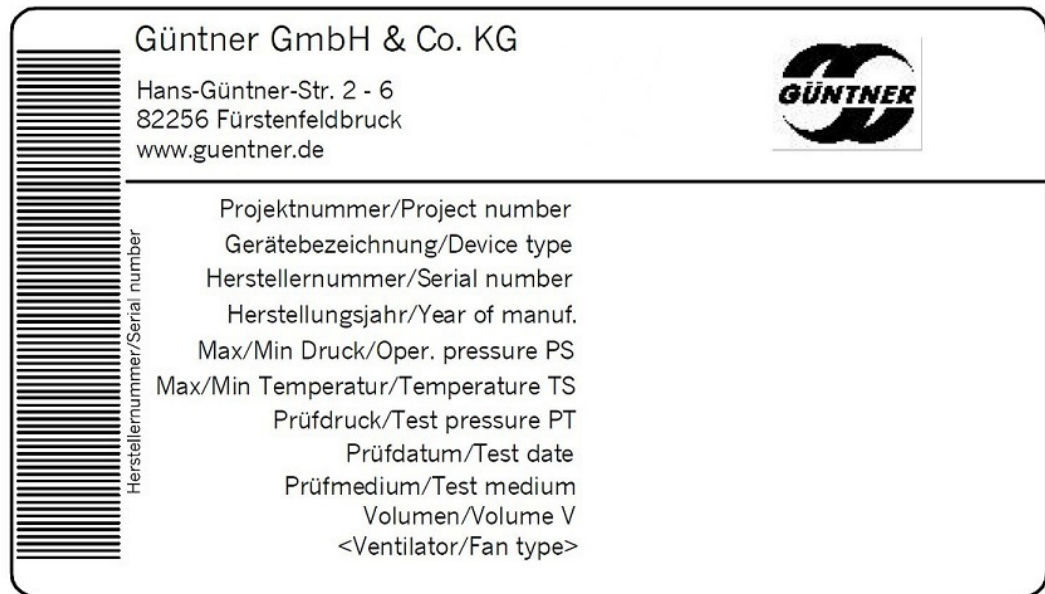 Güntner GmbH & Co. KG
Hans-Güntner-Str. 2 - 6
82256 Fürstenfeldbruck
www.guentner.de
GÜNTNER
Herstellernummer/Serial number
Projektnummer/Project number
Gerätebezeichnung/Device type
Herstellernummer/Serial number
Herstellungsjahr/Year of manuf.
Max/Min Druck/Oper. pressure PS
Max/Min Temperatur/Temperature TS
Prüfdruck/Test pressure PT
Prüfdatum/Test date
Prüfmedium/Test medium
Volumen/Volume V
<Ventilator/Fan type>